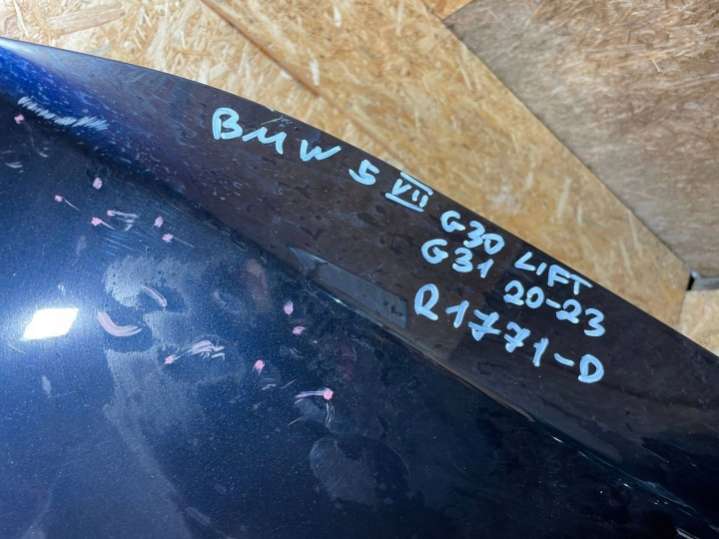 BMW 5 VII G30 LIFT
G31 20-23
R1771-D